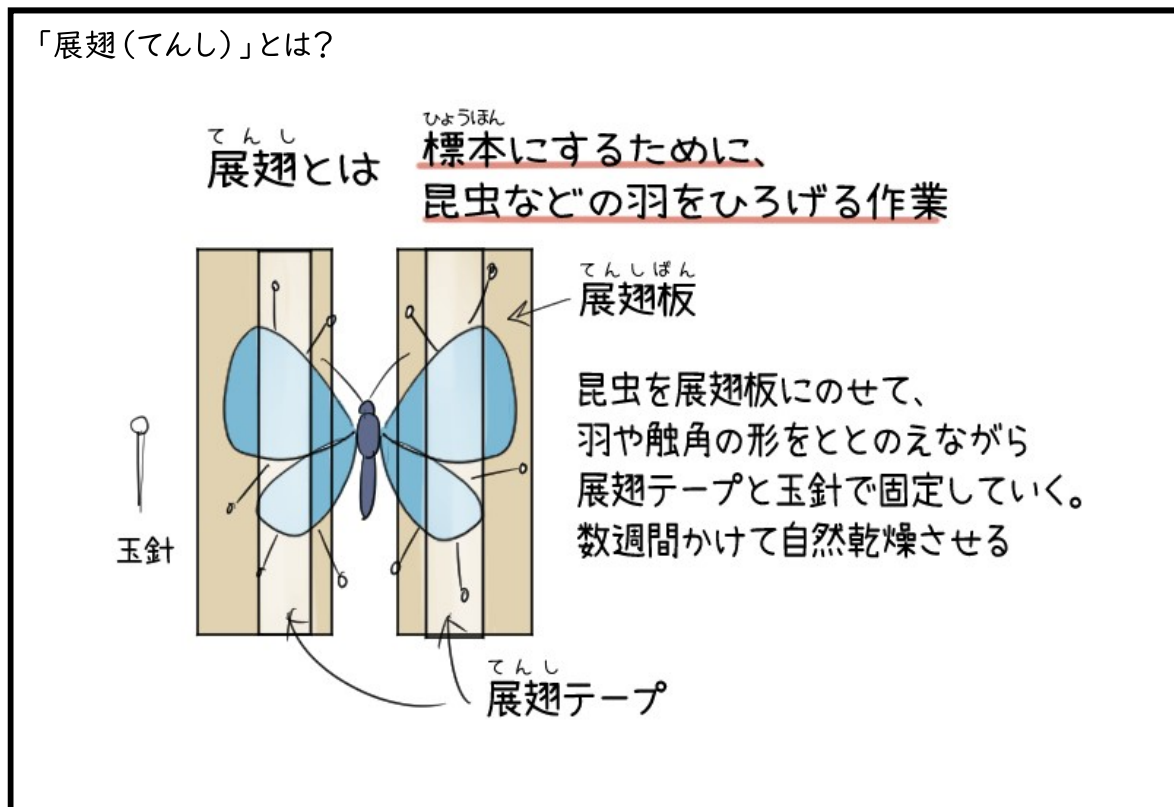 「展翅(てんし)」とは?
てんし
展翅とは
ひょうほん
標本にするために、
昆虫などの羽をひろげる作業
てんしばん
展翅板
昆虫を展翅板にのせて、
羽や触角の形をととのえながら
展翅テープと玉針で固定していく。
数週間かけて自然乾燥させる
玉針
てんし
展翅テープ